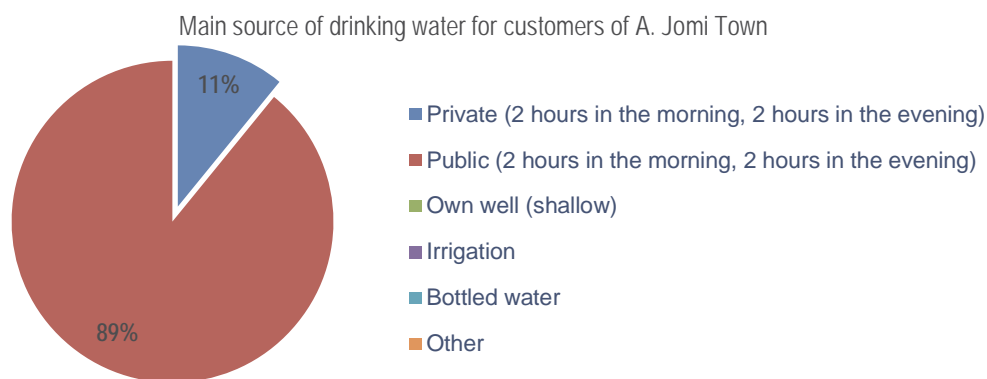 Main source of drinking water for customers of A. Jomi Town
11%
Private (2 hours in the morning, 2 hours in the evening)
Public (2 hours in the morning, 2 hours in the evening)
Own well (shallow)
Irrigation
Bottled water
89%
Other